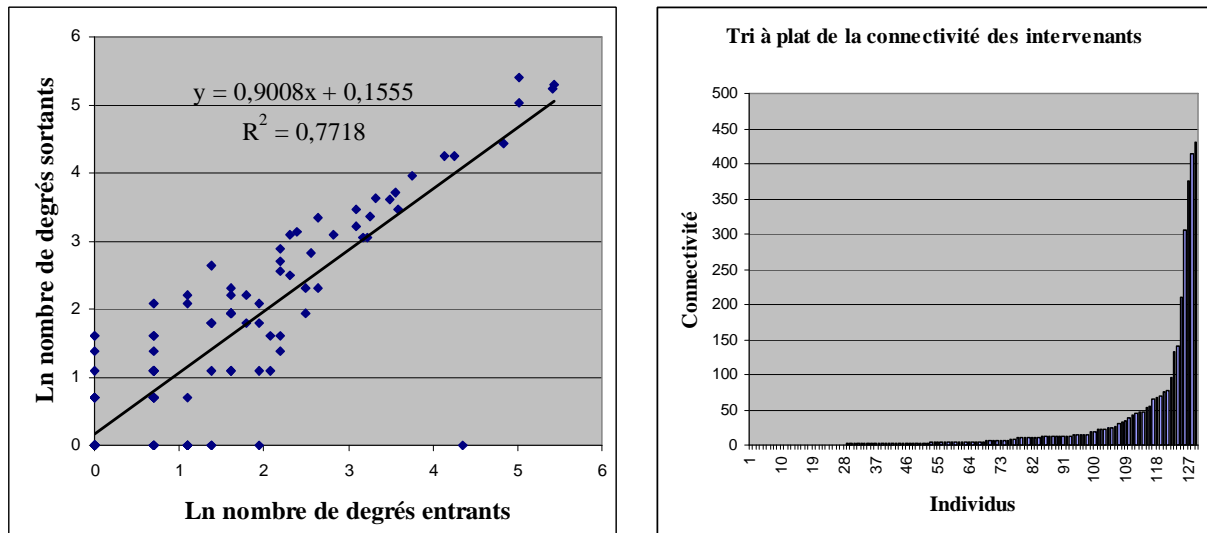 6
5
4
3
2
1
0
y = 0,9008x + 0,1555
R² = 0,7718
Ln nombre de degrés sortants
0 1 2 3 4 5 6
Ln nombre de degrés entrants
Tri à plat de la connectivité des intervenants
500
450
400
350
300
250
200
150
100
50
0
Connectivité
1 10 19 28 37 46 55 64 73 82 91 100 109 118 127
Individus